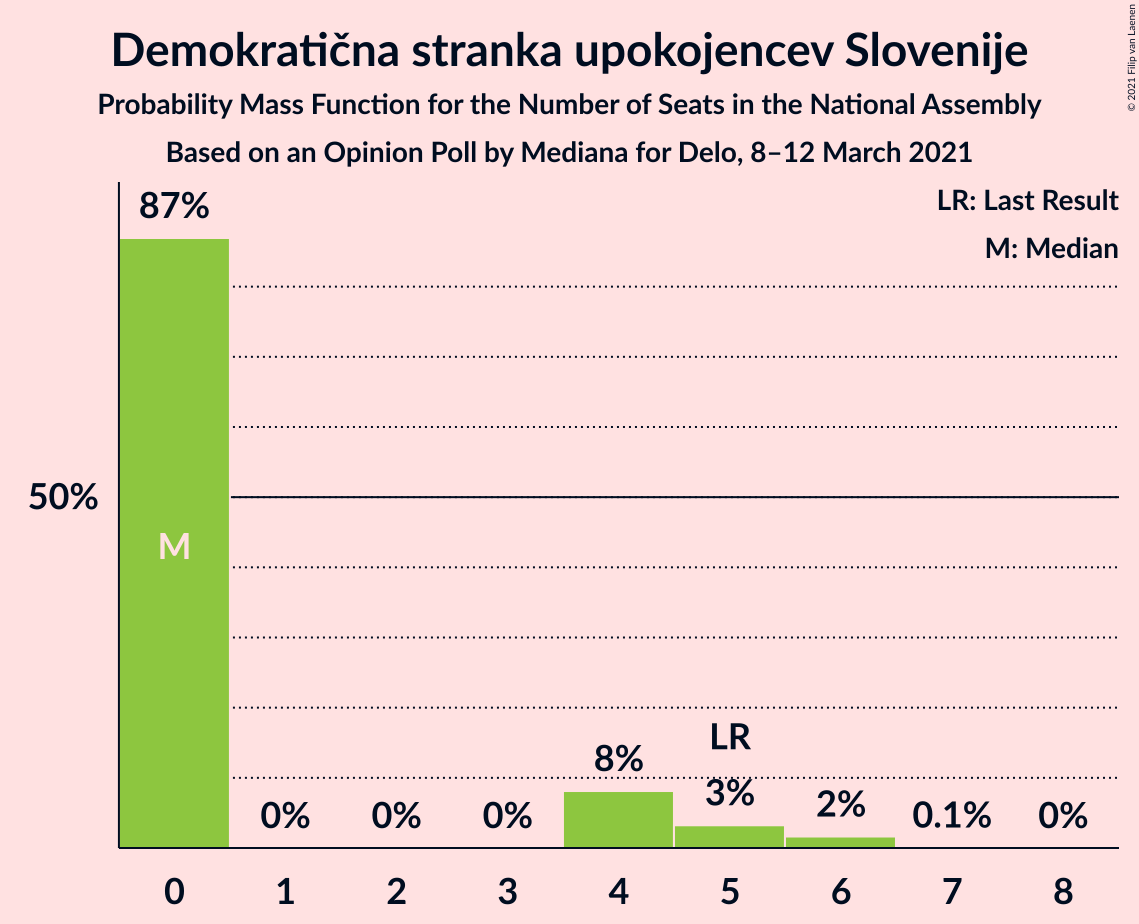 Demokratična stranka upokojencev Slovenije
Probability Mass Function for the Number of Seats in the National Assembly
Based on an Opinion Poll by Mediana for Delo, 8–12 March 2021
© 2021 Filip van Laenen
LR: Last Result
M: Median
87%
50%
M
LR
8%
3%
2%
0% 0% 0% 0.1% 0%
0 1 2 3 4 5 6 7 8